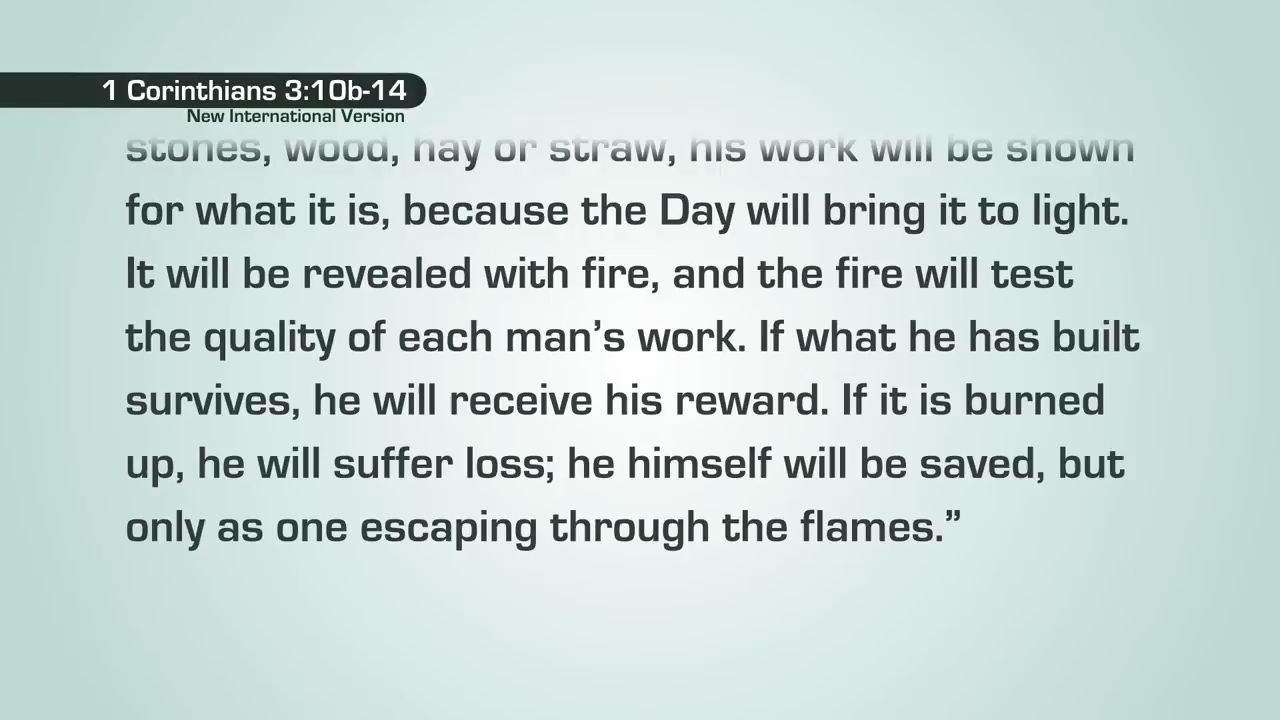 1 Corinthians 3:10b-14
New International Version
stones, wood, hay or straw, his work will be shown
for what it is, because the Day will bring it to light.
It will be revealed with fire, and the fire will test
the quality of each man’s work. If what he has built
survives, he will receive his reward. If it is burned
up, he will suffer loss; he himself will be saved, but
only as one escaping through the flames.”